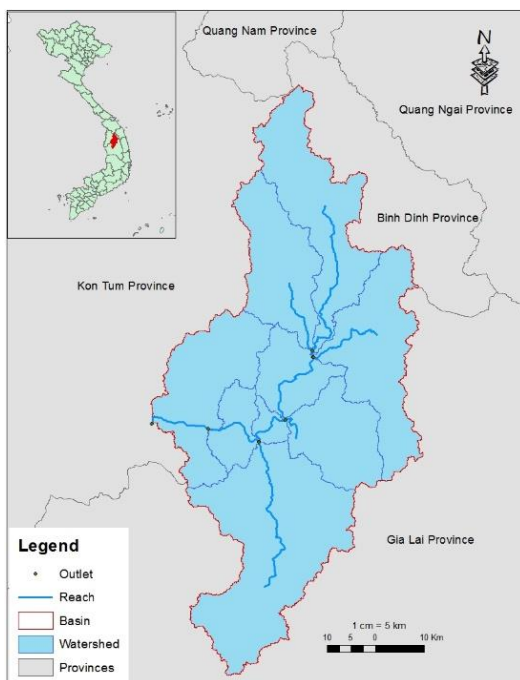 Quang Nam Province
N
Quang Ngai Province
Binh Dinh Province
Kon Tum Province
Gia Lai Province
Legend
Outlet
Reach
Basin
Watershed
Provinces
1 cm = 5 km
10 5 0 10 Km